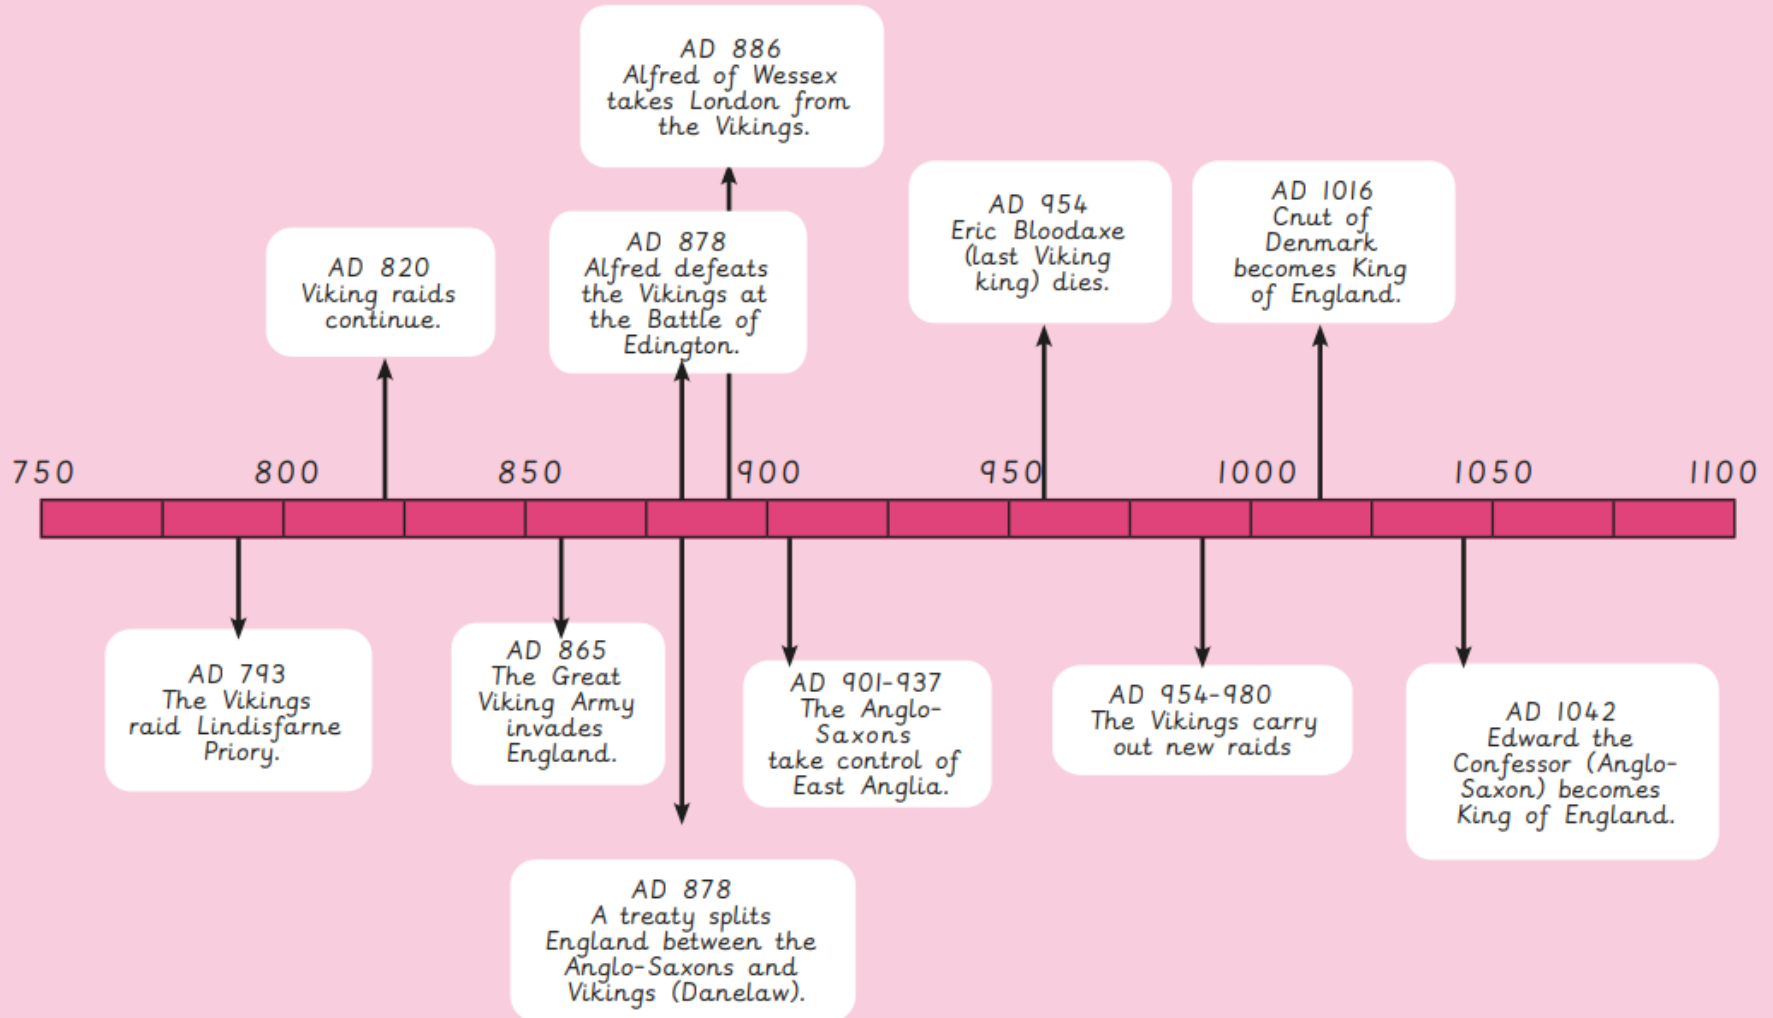 AD 886
Alfred of Wessex
takes London from
the Vikings.
AD 820
Viking raids
continue.
AD 878
Alfred defeats
the Vikings at
the Battle of
Edington.
AD 954
Eric Bloodaxe
(last Viking
king) dies.
AD 1016
Cnut of
Denmark
becomes King
of England.
750 800 850 900 950 1000 1050 1100
AD 793
The Vikings
raid Lindisfarne
Priory.
AD 865
The Great
Viking Army
invades
England.
AD 901-937
The Anglo-
Saxons
take control of
East Anglia.
AD 954-980
The Vikings carry
out new raids
AD 1042
Edward the
Confessor (Anglo-
Saxon) becomes
King of England.
AD 878
A treaty splits
England between the
Anglo-Saxons and
Vikings (Danelaw).